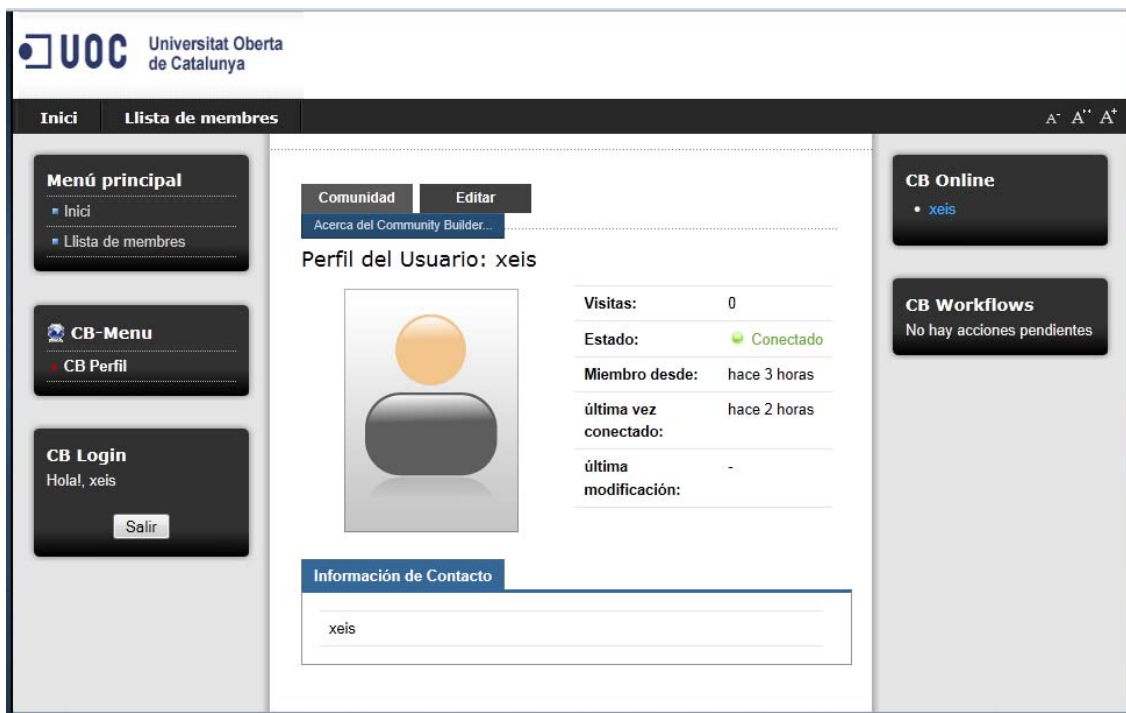 UOC
Universitat Oberta
de Catalunya
Inici
Llista de membres
A- A" A+
Menú principal
Inici
Llista de membres
CB-Menu
CB Perfil
CB Login
Hola!, xeis
Salir
Comunidad
Editar
Acerca del Community Builder...
Perfil del Usuario: xeis
Visitas: 0
Estado: Conectado
Miembro desde: hace 3 horas
última vez hace 2 horas
conectado:
última -
modificación:
Información de Contacto
xeis
CB Online
xeis
CB Workflows
No hay acciones pendientes